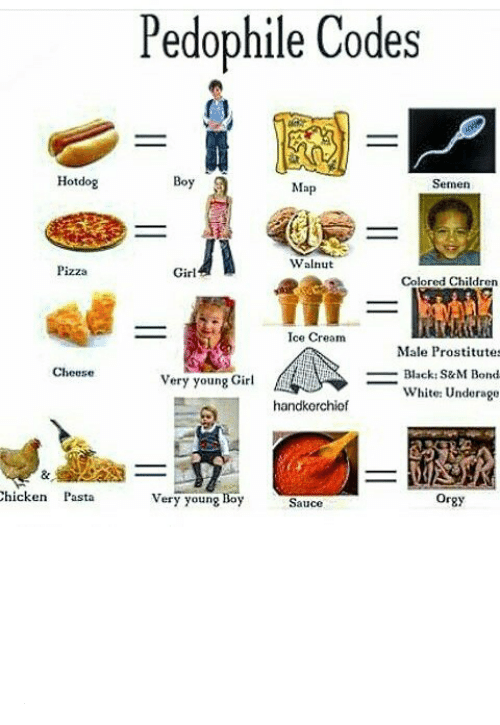 Pedophile Codes
Hotdog
Boy
Map
Semen
Pizza
Girl
Walnut
Colored Children
Cheese
Very young Girl
Ice Cream
Male Prostitutes
handkerchief
Black: S&M Bond
White: Underage
&
Chicken Pasta
Very young Boy
Sauce
Orgy